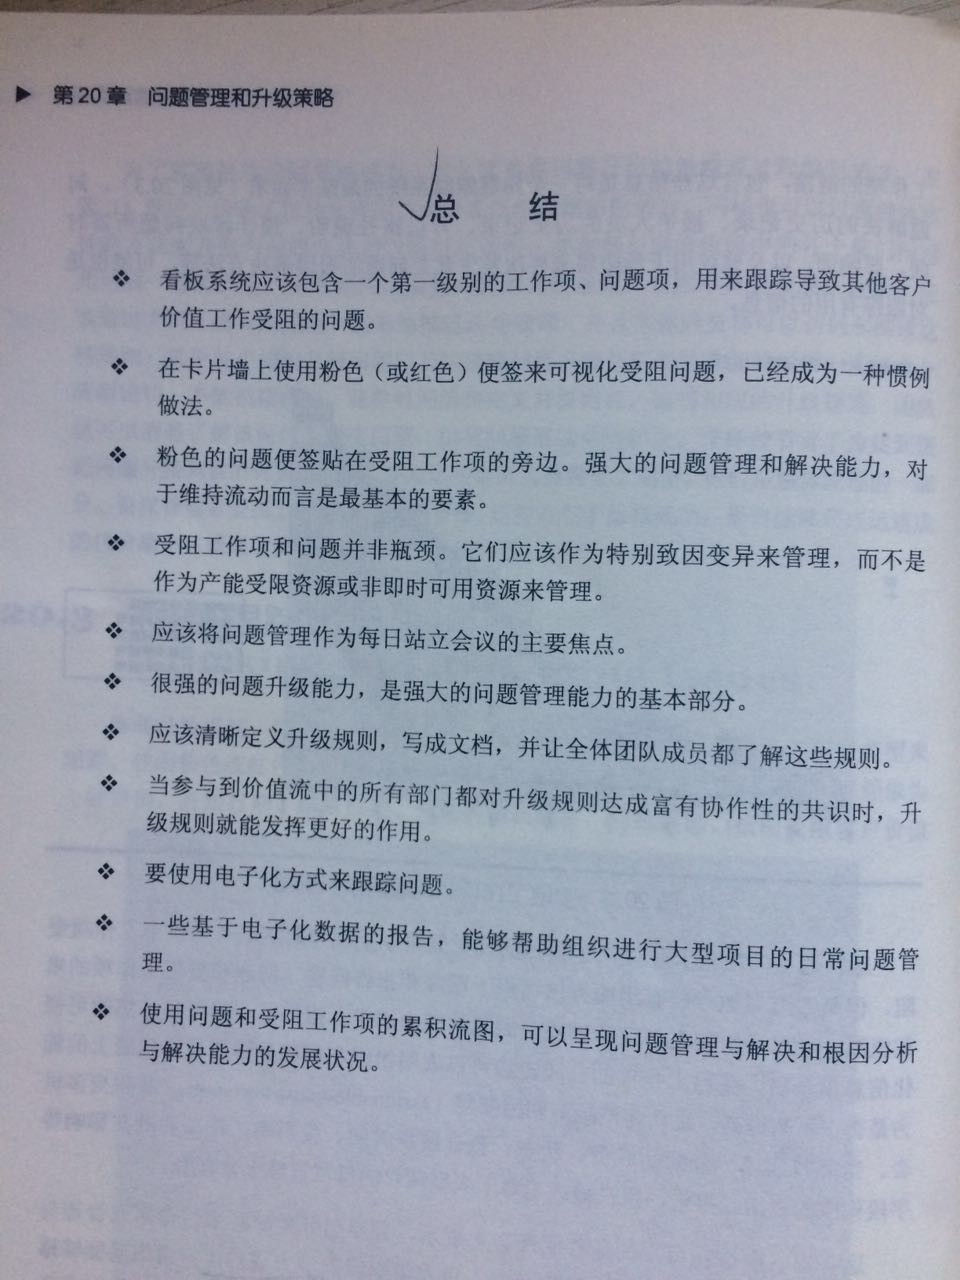 ▶ 第20章 问题管理和升级策略
总 结
❖ 看板系统应该包含一个第一级别的工作项、问题项，用来跟踪导致其他客户
价值工作受阻的问题。
❖ 在卡片墙上使用粉色（或红色）便签来可视化受阻问题，已经成为一种惯例
做法。
❖ 粉色的问题便签贴在受阻工作项的旁边。强大的问题管理和解决能力，对
于维持流动而言是最基本的要素。
❖ 受阻工作项和问题并非瓶颈。它们应该作为特别致因变异来管理，而不是
作为产能受限资源或非即时可用资源来管理。
❖ 应该将问题管理作为每日站立会议的主要焦点。
❖ 很强的问题升级能力，是强大的问题管理能力的基本部分。
❖ 应该清晰定义升级规则，写成文档，并让全体团队成员都了解这些规则。
❖ 当参与到价值流中的所有部门都对升级规则达成富有协作性的共识时，升
级规则就能发挥更好的作用。
❖ 要使用电子化方式来跟踪问题。
❖ 一些基于电子化数据的报告，能够帮助组织进行大型项目的日常问题管
理。
❖ 使用问题和受阻工作项的累积流图，可以呈现问题管理与解决和根因分析
与解决能力的发展状况。